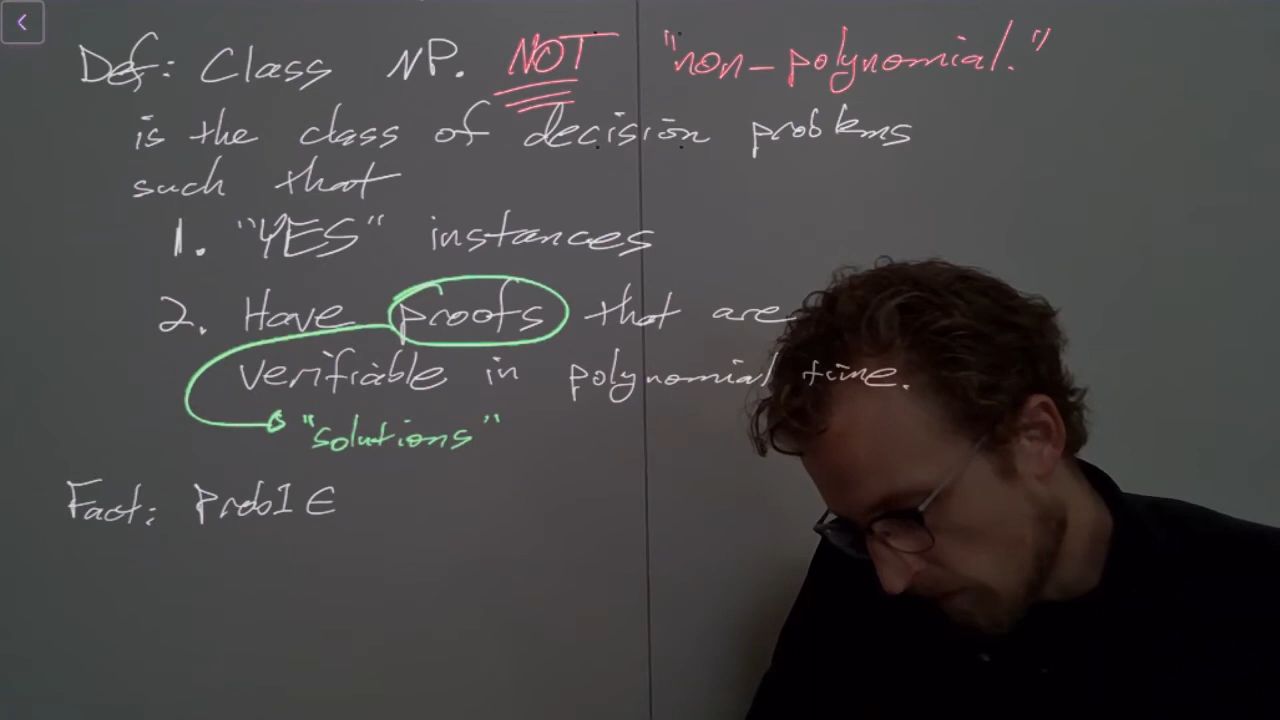 Def: Class NP. NOT "non-polynomial."
is the class of decision problems
such that
1. "YES" instances
2. Have proofs that are
verifiable in polynomial time.
"solutions"
Fact: Prob1 ∈